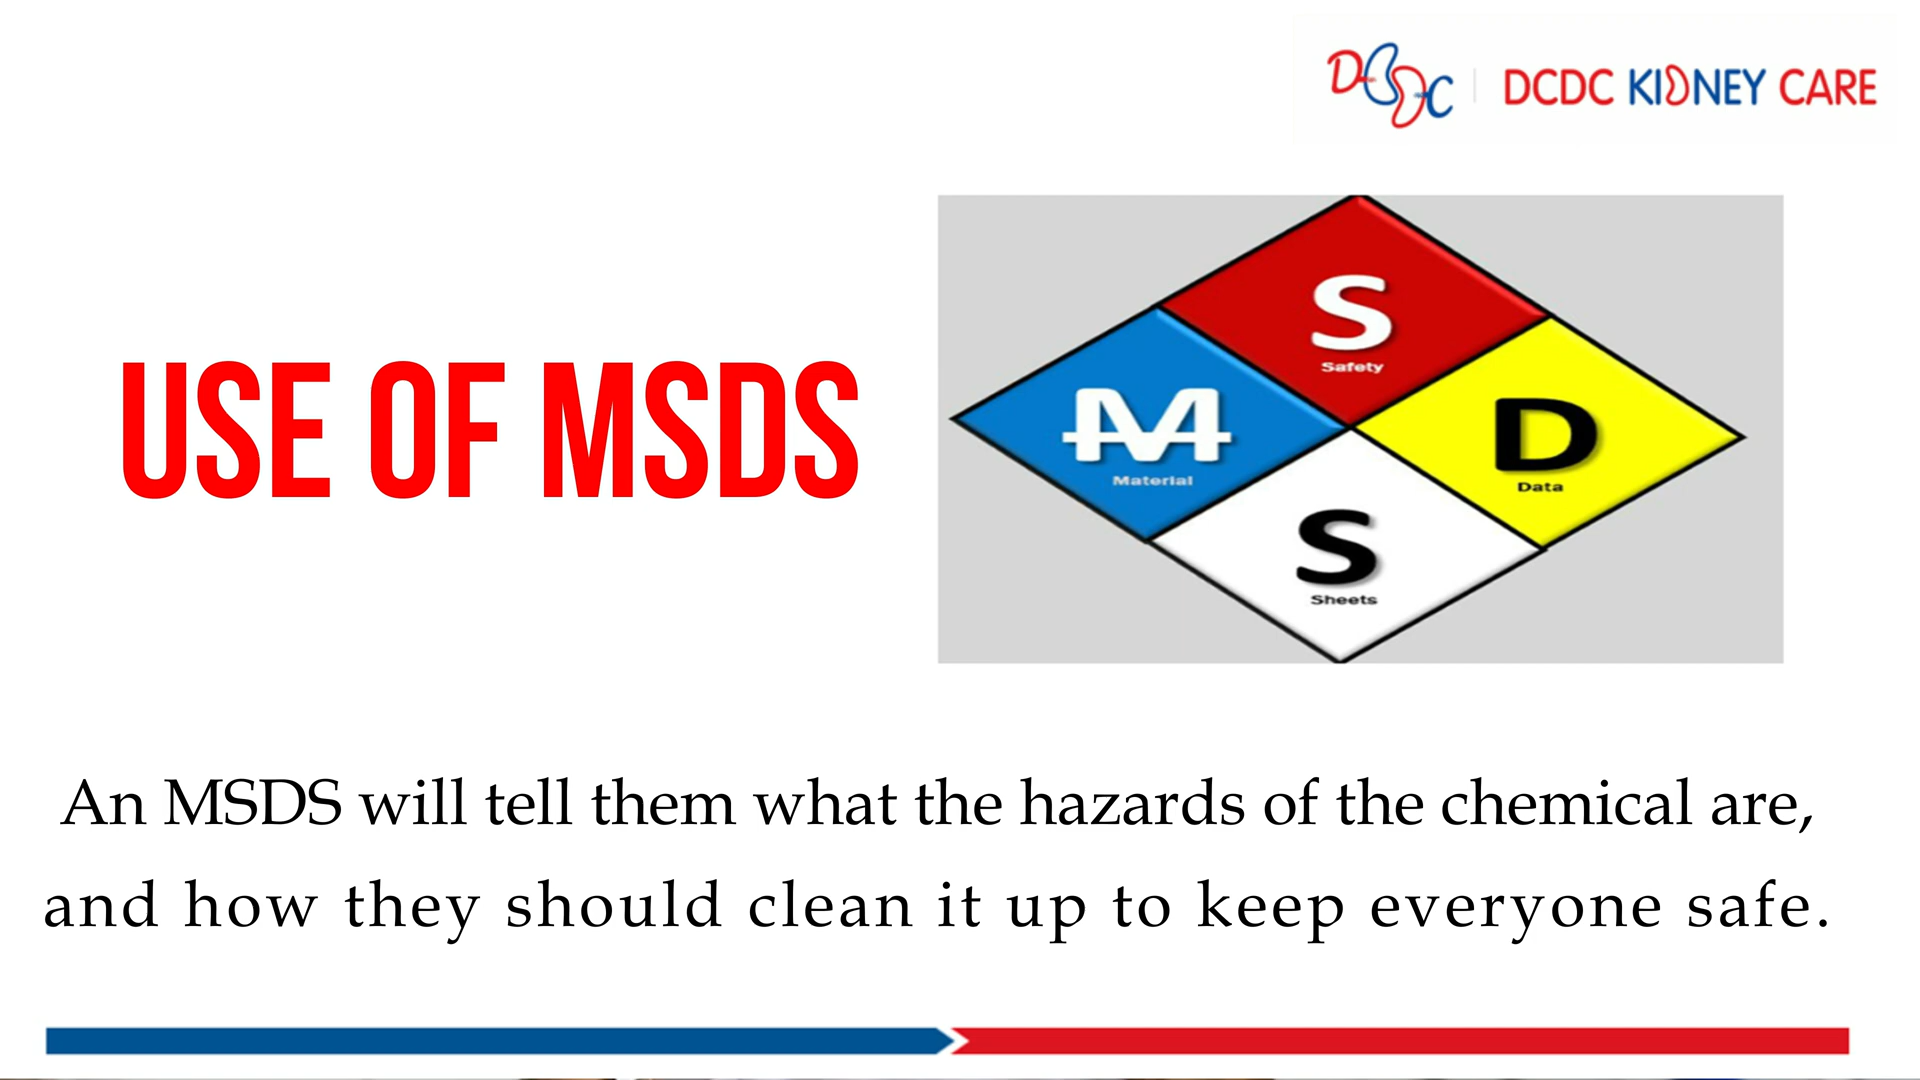 DCDC | DCDC KIDNEY CARE
USE OF MSDS
S
Safety
M
Material
D
Data
S
Sheets
An MSDS will tell them what the hazards of the chemical are,
and how they should clean it up to keep everyone safe.